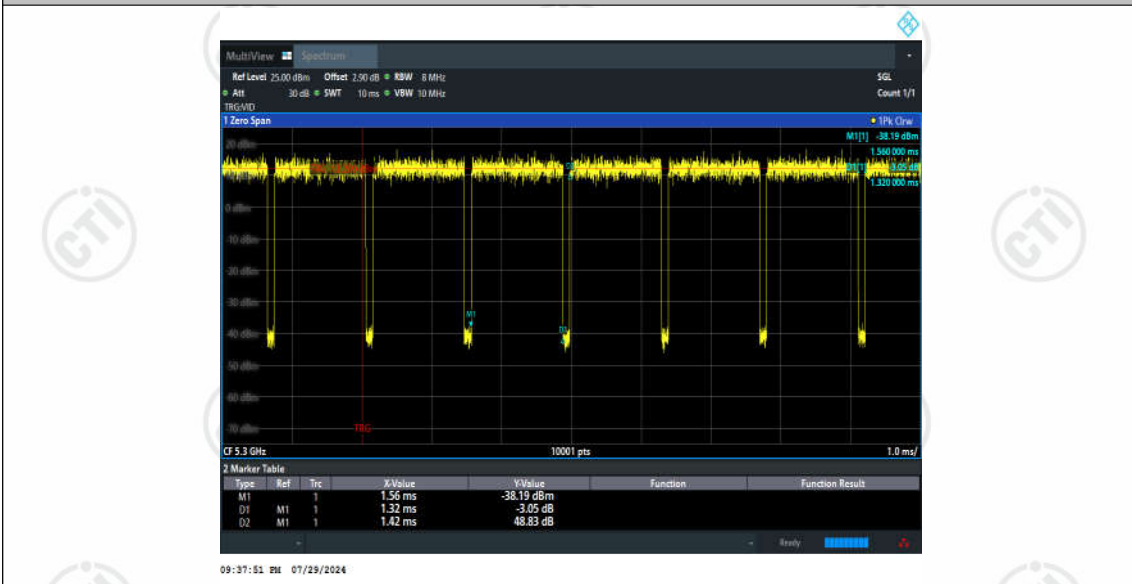 MultiView Spectrum
Ref Level 25.00 dBm Offset 2.90 dB RBW 8 MHz SGL
Att 30 dB SWT 10 ms VBW 10 MHz Count 1/1
TRG:VID
1 Zero Span 1Pk Clrw
M1[1] -38.19 dBm
20 dBm
1.560 000 ms
D1[1] -3.05 dB
1.320 000 ms
0 dBm
-10 dBm
-20 dBm
-30 dBm
M1
D1
-40 dBm
-50 dBm
-60 dBm
-70 dBm
TRG
CF 5.3 GHz 10001 pts 1.0 ms/
2 Marker Table
Type Ref Trc X-Value Y-Value Function Function Result
M1 1 1.56 ms -38.19 dBm
D1 M1 1 1.32 ms -3.05 dB
D2 M1 1 1.42 ms 48.83 dB
Ready
09:37:51 PM 07/29/2024
CTI
CTI